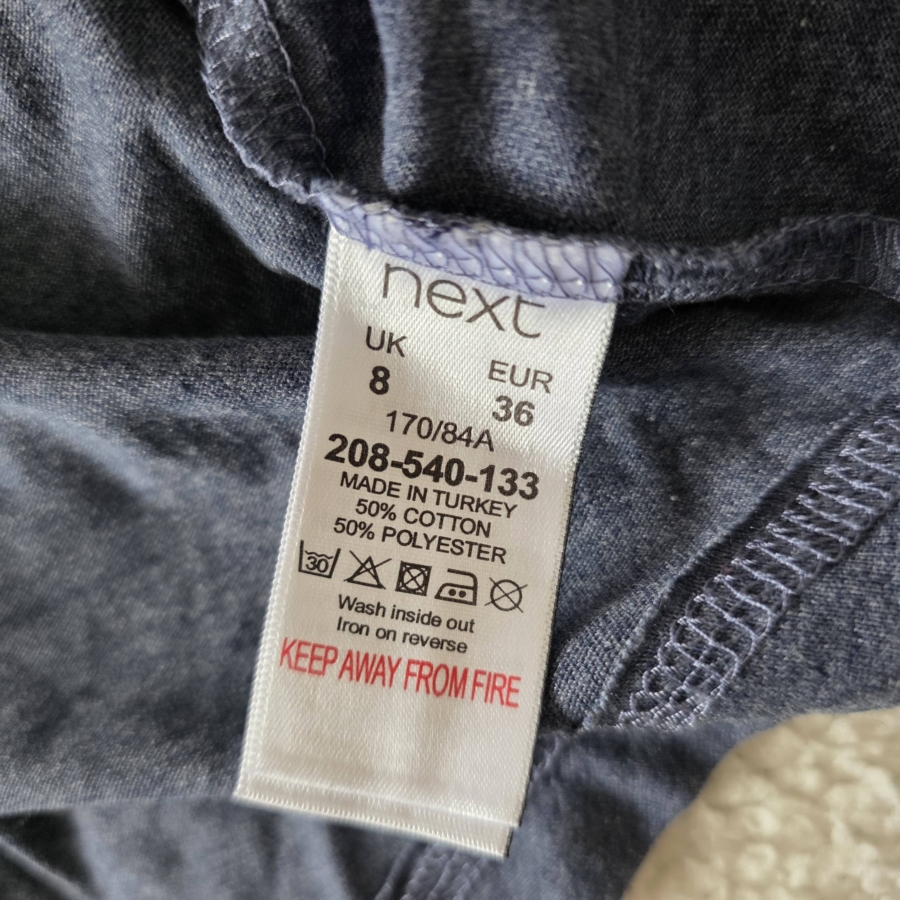 next
UK EUR
8 36
170/84A
208-540-133
MADE IN TURKEY
50% COTTON
50% POLYESTER
30
Wash inside out
Iron on reverse
KEEP AWAY FROM FIRE